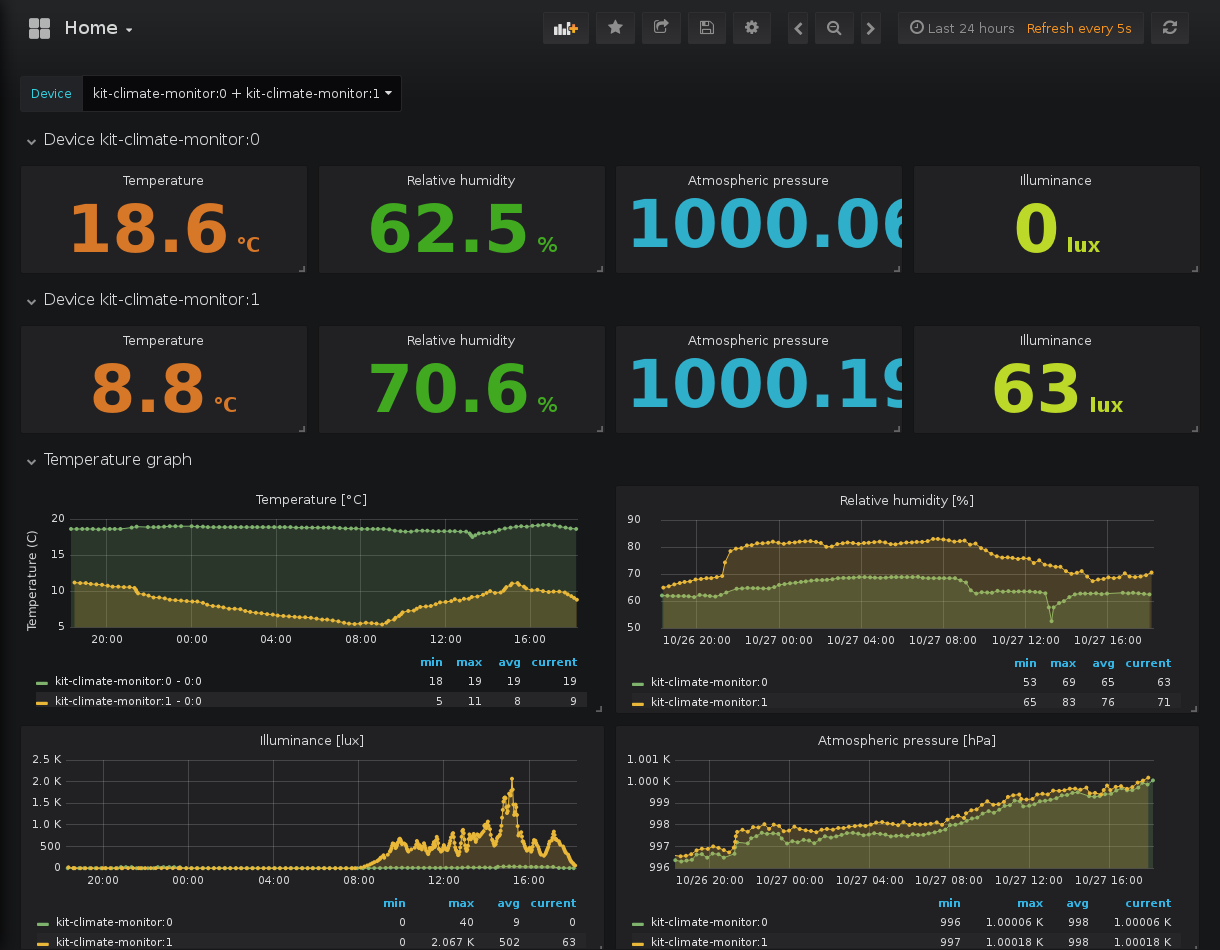 Home
Last 24 hours Refresh every 5s
Device kit-climate-monitor:0 + kit-climate-monitor:1
Device kit-climate-monitor:0
Temperature Relative humidity Atmospheric pressure Illuminance
18.6 °C 62.5 % 1000.06 0 lux
Device kit-climate-monitor:1
Temperature Relative humidity Atmospheric pressure Illuminance
8.8 °C 70.6 % 1000.19 63 lux
Temperature graph
Temperature [°C]
Temperature (C)
20
15
10
5
20:00 00:00 04:00 08:00 12:00 16:00
min max avg current
kit-climate-monitor:0 - 0:0 18 19 19 19
kit-climate-monitor:1 - 0:0 5 11 8 9
Relative humidity [%]
90
80
70
60
50
10/26 20:00 10/27 00:00 10/27 04:00 10/27 08:00 10/27 12:00 10/27 16:00
min max avg current
kit-climate-monitor:0 53 69 65 63
kit-climate-monitor:1 65 83 76 71
Illuminance [lux]
2.5 K
2.0 K
1.5 K
1.0 K
500
0
20:00 00:00 04:00 08:00 12:00 16:00
min max avg current
kit-climate-monitor:0 0 40 9 0
kit-climate-monitor:1 0 2.067 K 502 63
Atmospheric pressure [hPa]
1.001 K
1.000 K
999
998
997
996
10/26 20:00 10/27 00:00 10/27 04:00 10/27 08:00 10/27 12:00 10/27 16:00
min max avg current
kit-climate-monitor:0 996 1.00006 K 998 1.00006 K
kit-climate-monitor:1 997 1.00018 K 998 1.00018 K